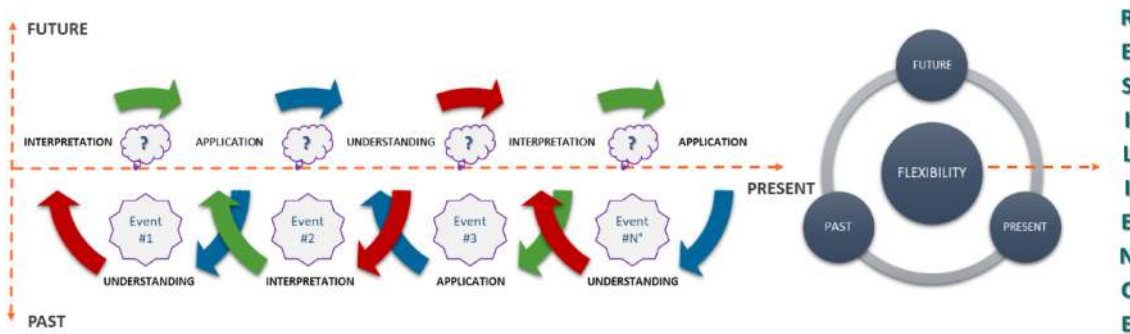 FUTURE
INTERPRETATION
?
APPLICATION
?
UNDERSTANDING
?
INTERPRETATION
?
APPLICATION
PRESENT
Event
#1
Event
#2
Event
#3
Event
#N°
UNDERSTANDING
INTERPRETATION
APPLICATION
UNDERSTANDING
PAST
FUTURE
FLEXIBILITY
PAST
PRESENT
R
E
S
I
L
I
E
N
C
E